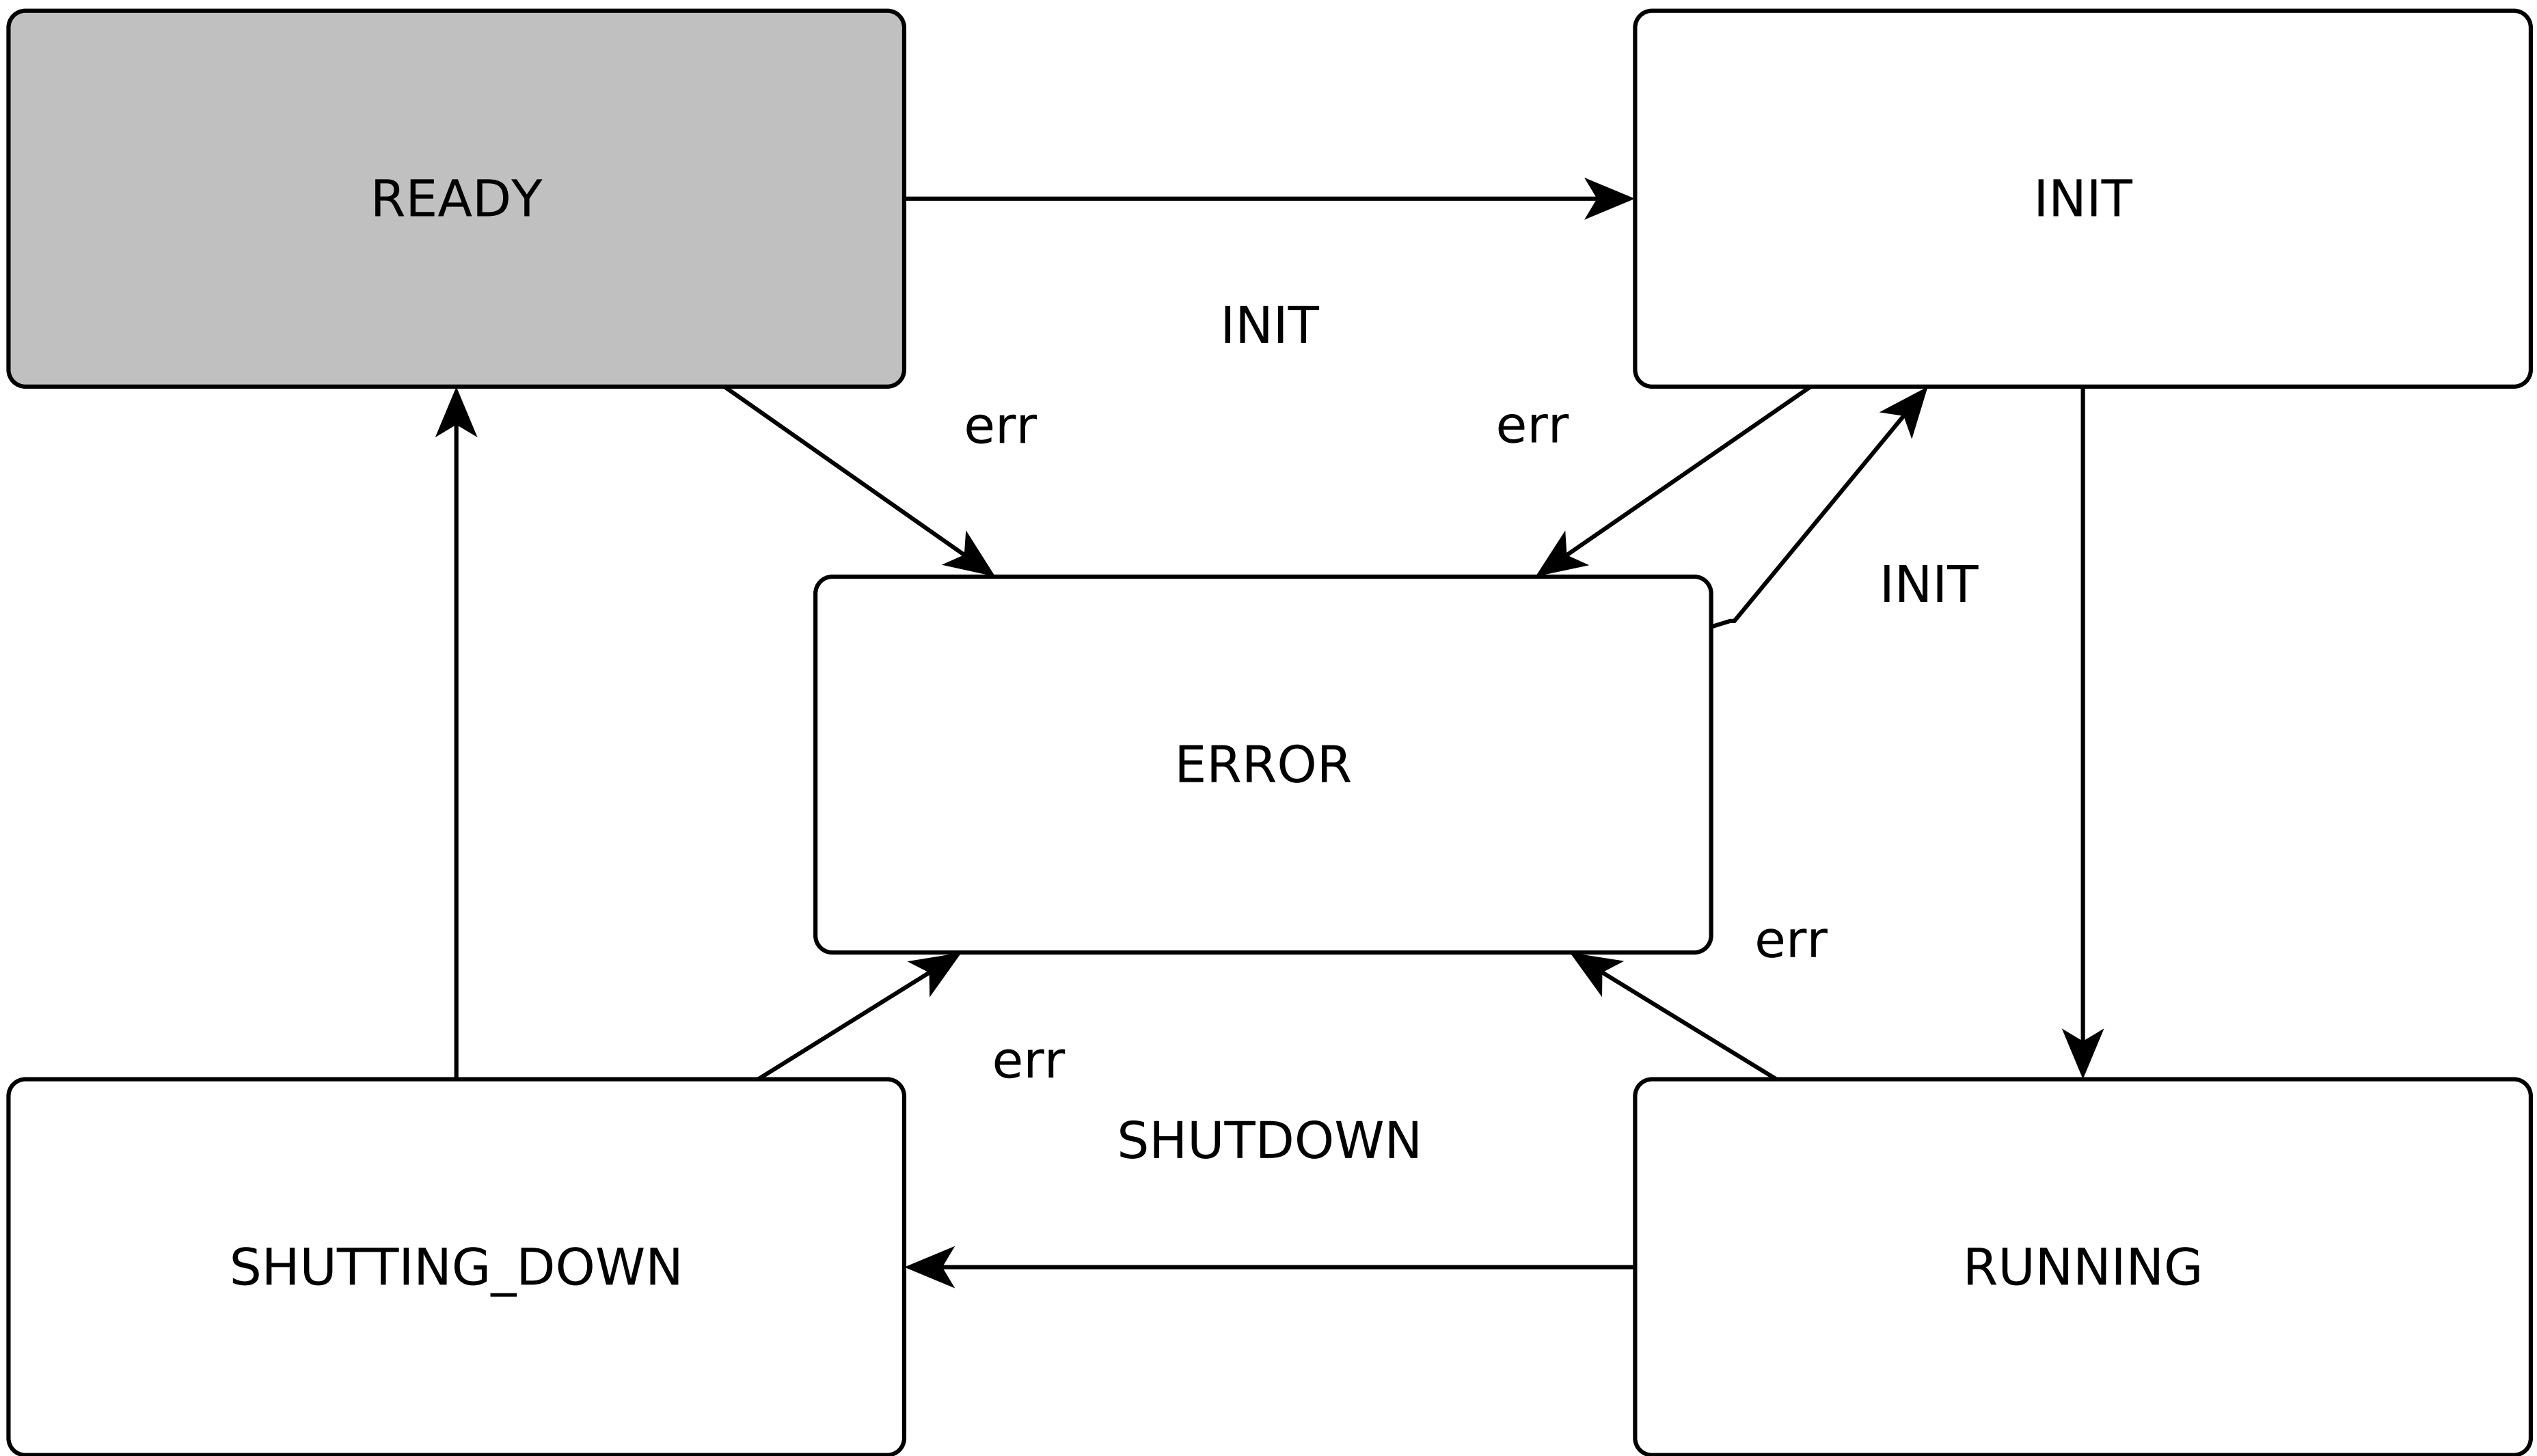 READY
INIT
INIT
err
err
INIT
ERROR
err
err
SHUTDOWN
SHUTTING_DOWN
RUNNING